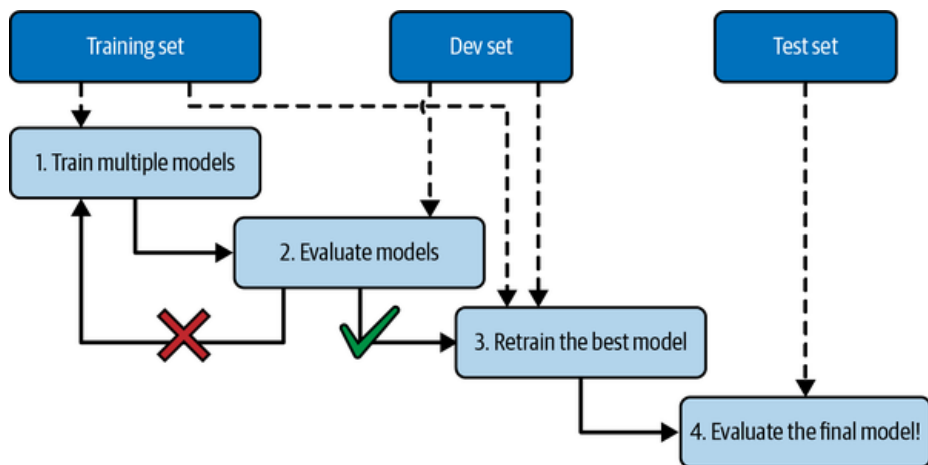 Training set
Dev set
Test set
1. Train multiple models
2. Evaluate models
3. Retrain the best model
4. Evaluate the final model!